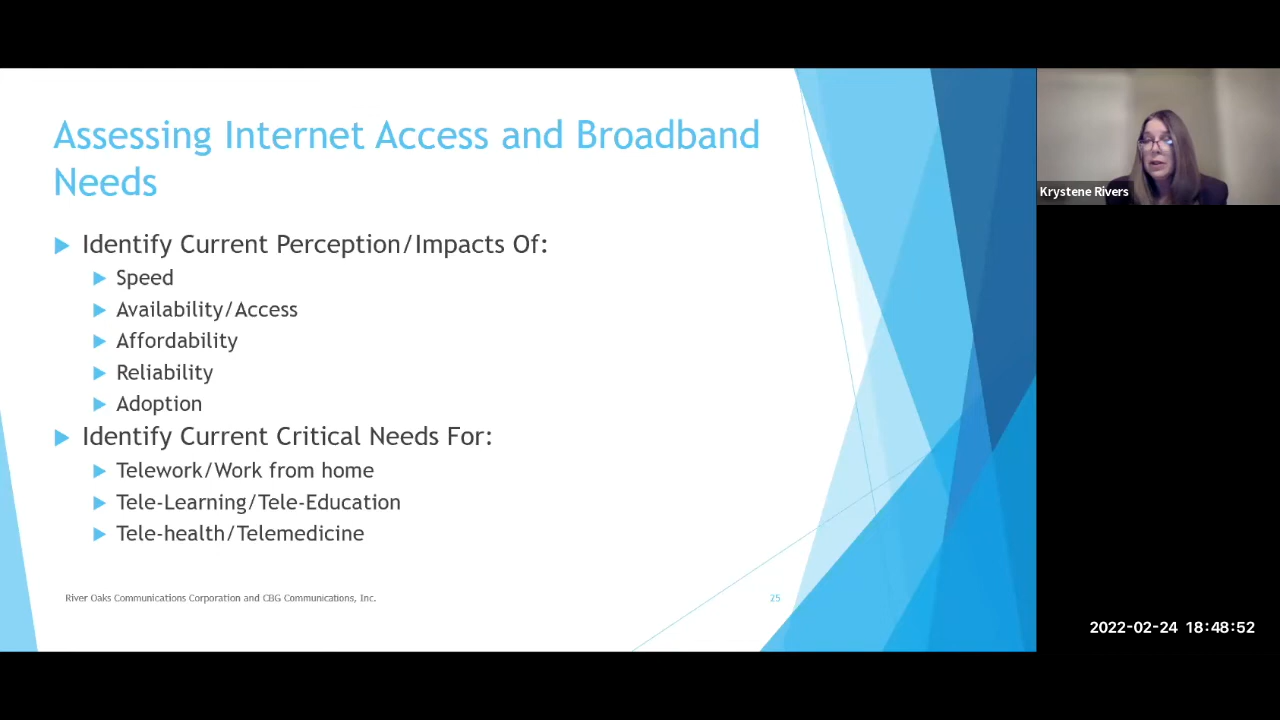 Assessing Internet Access and Broadband
Needs
Identify Current Perception/Impacts Of:
Speed
Availability/Access
Affordability
Reliability
Adoption
Identify Current Critical Needs For:
Telework/Work from home
Tele-Learning/Tele-Education
Tele-health/Telemedicine
River Oaks Communications Corporation and CBG Communications, Inc.
25
Krystene Rivers
2022-02-24 18:48:52